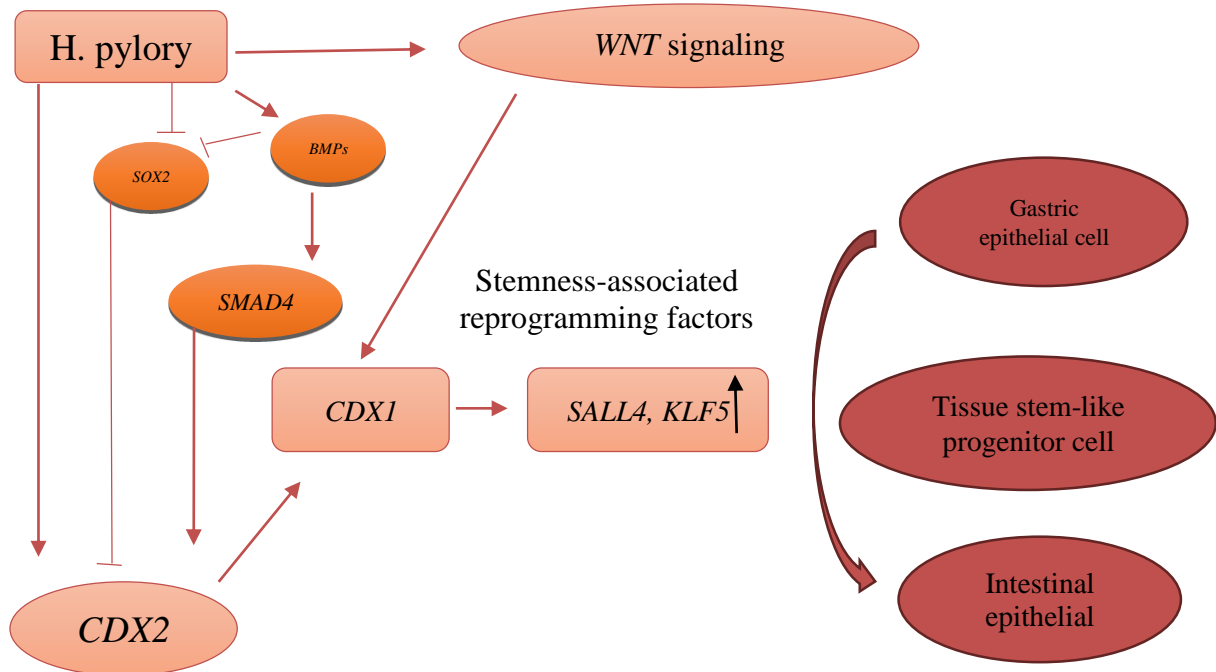 H. pylory
WNT signaling
SOX2
BMPs
SMAD4
Stemness-associated
reprogramming factors
CDX1
SALL4, KLF5
CDX2
Gastric
epithelial cell
Tissue stem-like
progenitor cell
Intestinal
epithelial